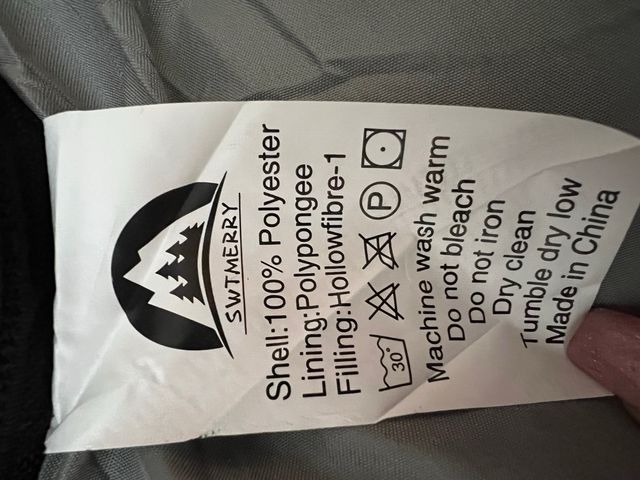 SWTMERRY
Shell:100% Polyester
Lining:Polypongee
Filling:Hollowfibre-1
30° P
Machine wash warm
Do not bleach
Do not iron
Dry clean
Tumble dry low
Made in China